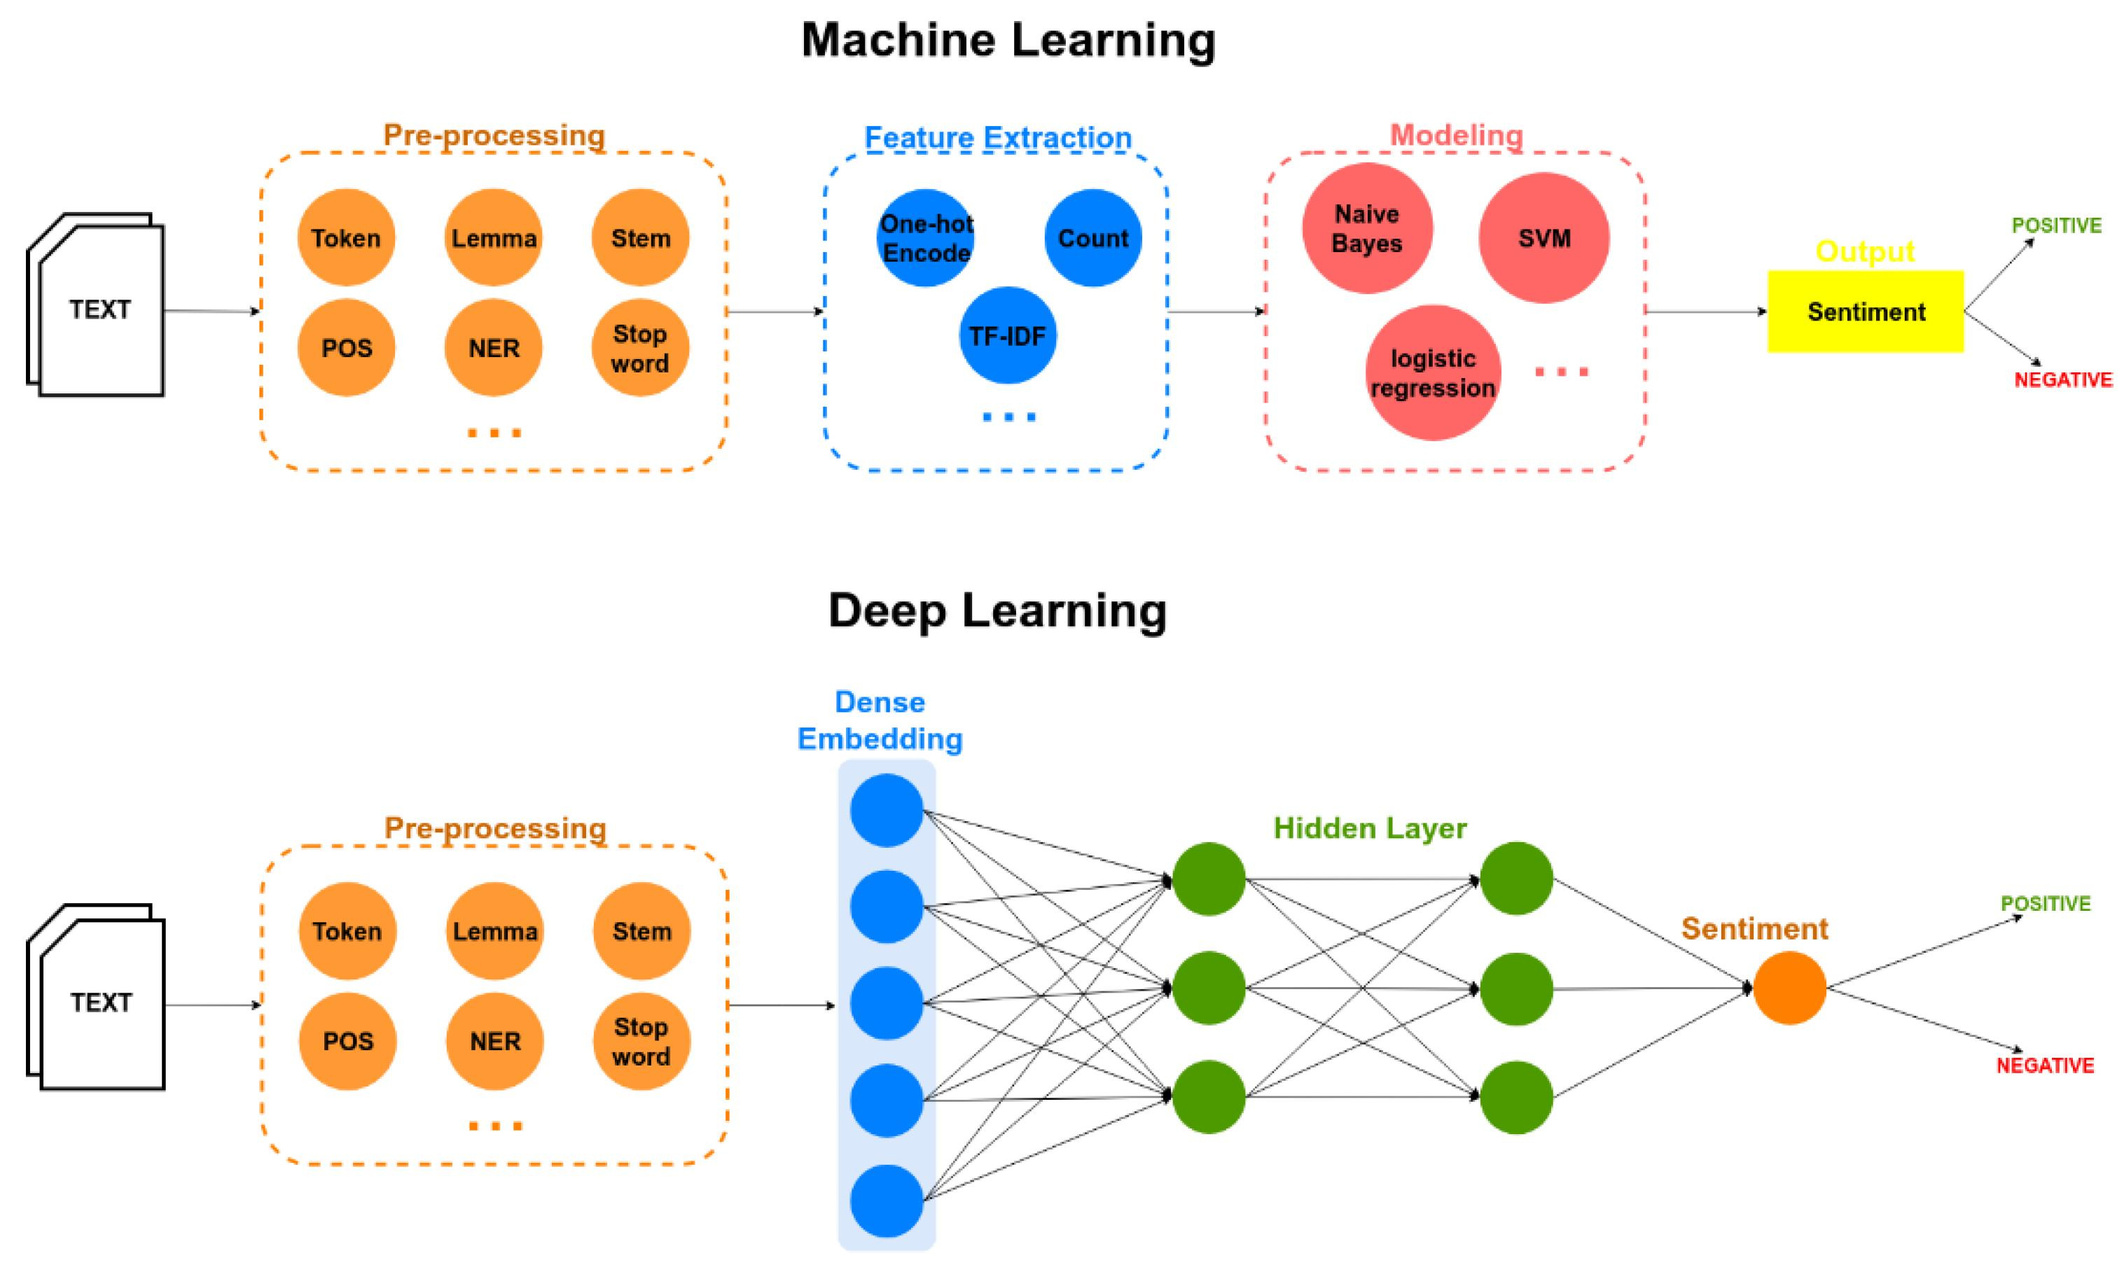 Machine Learning
Pre-processing
Feature Extraction
Modeling
TEXT
Token
Lemma
Stem
POS
NER
Stop
word
...
One-hot
Encode
Count
TF-IDF
...
Naive
Bayes
SVM
logistic
regression
...
Output
Sentiment
POSITIVE
NEGATIVE
Deep Learning
Pre-processing
Dense
Embedding
Hidden Layer
Sentiment
TEXT
Token
Lemma
Stem
POS
NER
Stop
word
...
POSITIVE
NEGATIVE